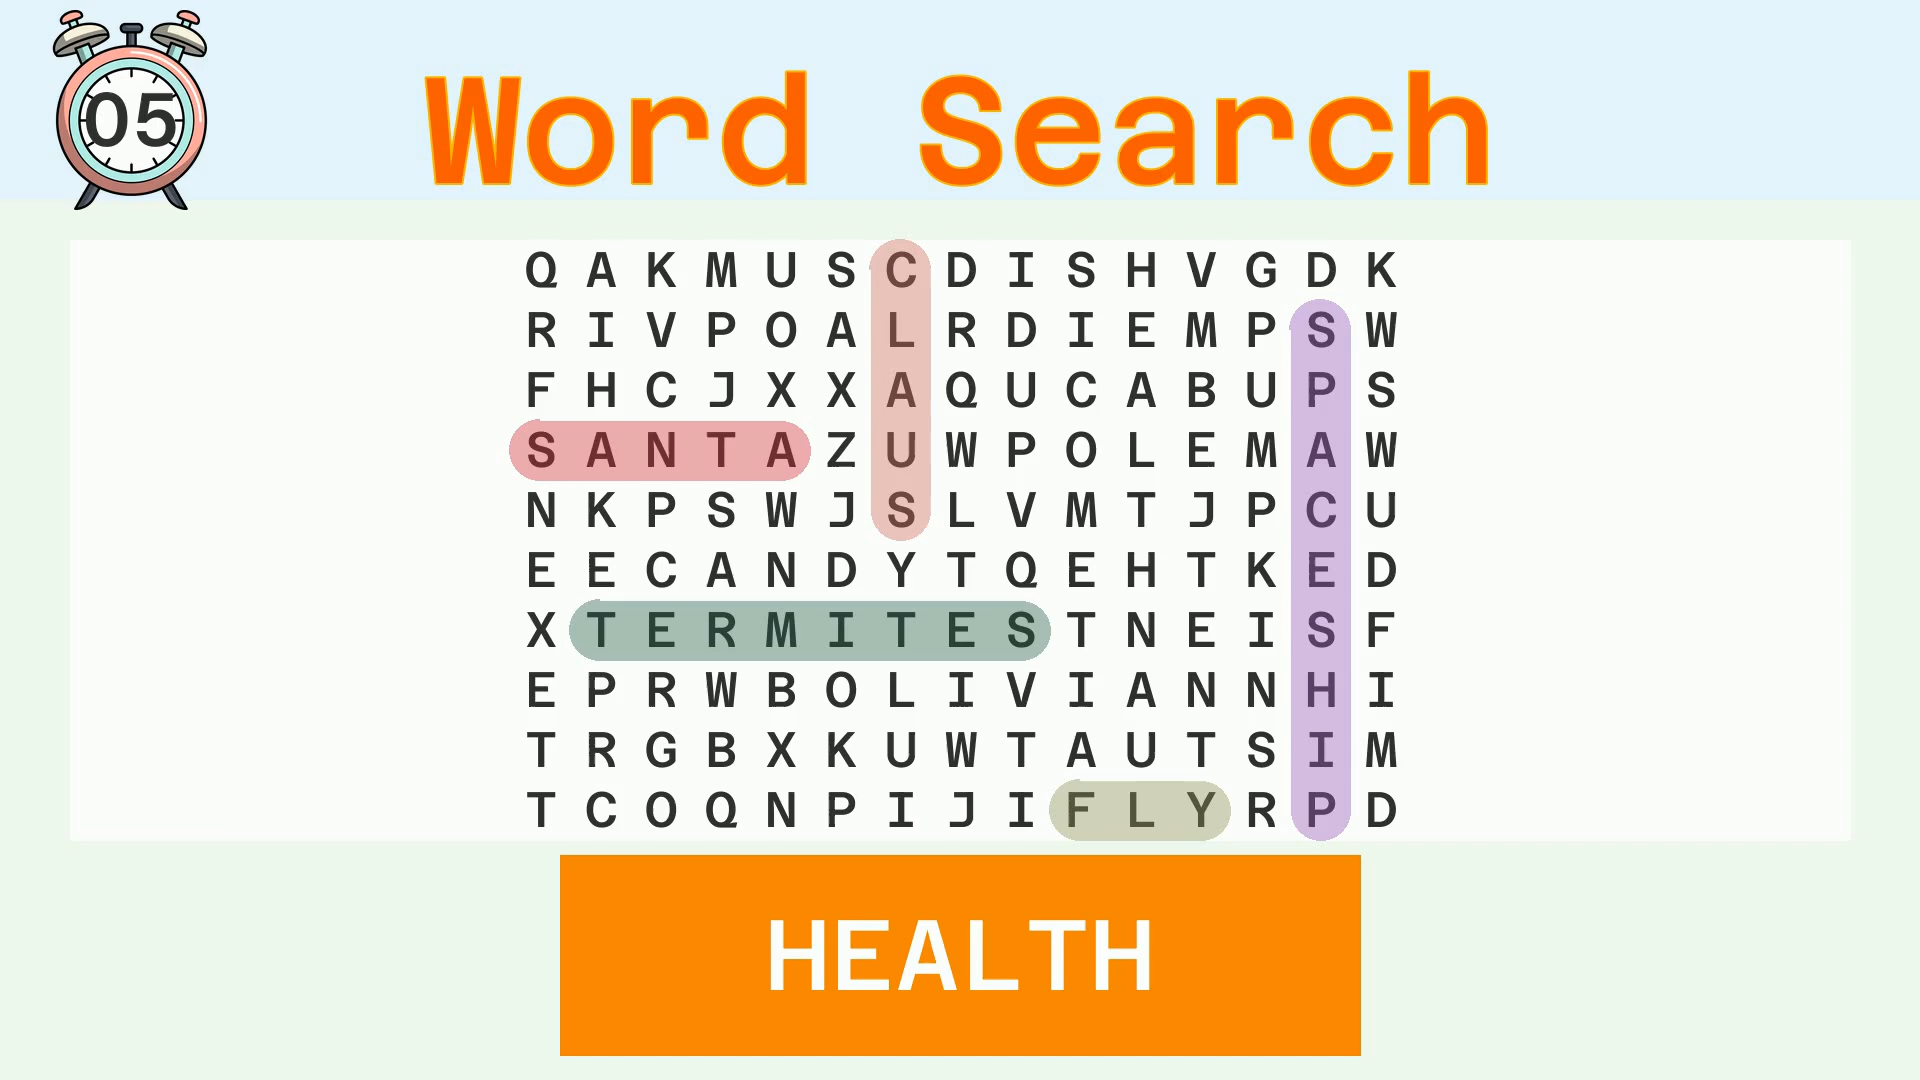 05
Word Search
Q A K M U S C D I S H V G D K
R I V P O A L R D I E M P S W
F H C J X X A Q U C A B U P S
S A N T A Z U W P O L E M A W
N K P S W J S L V M T J P C U
E E C A N D Y T Q E H T K E D
X T E R M I T E S T N E I S F
E P R W B O L I V I A N N H I
T R G B X K U W T A U T S I M
T C O Q N P I J I F L Y R P D
HEALTH